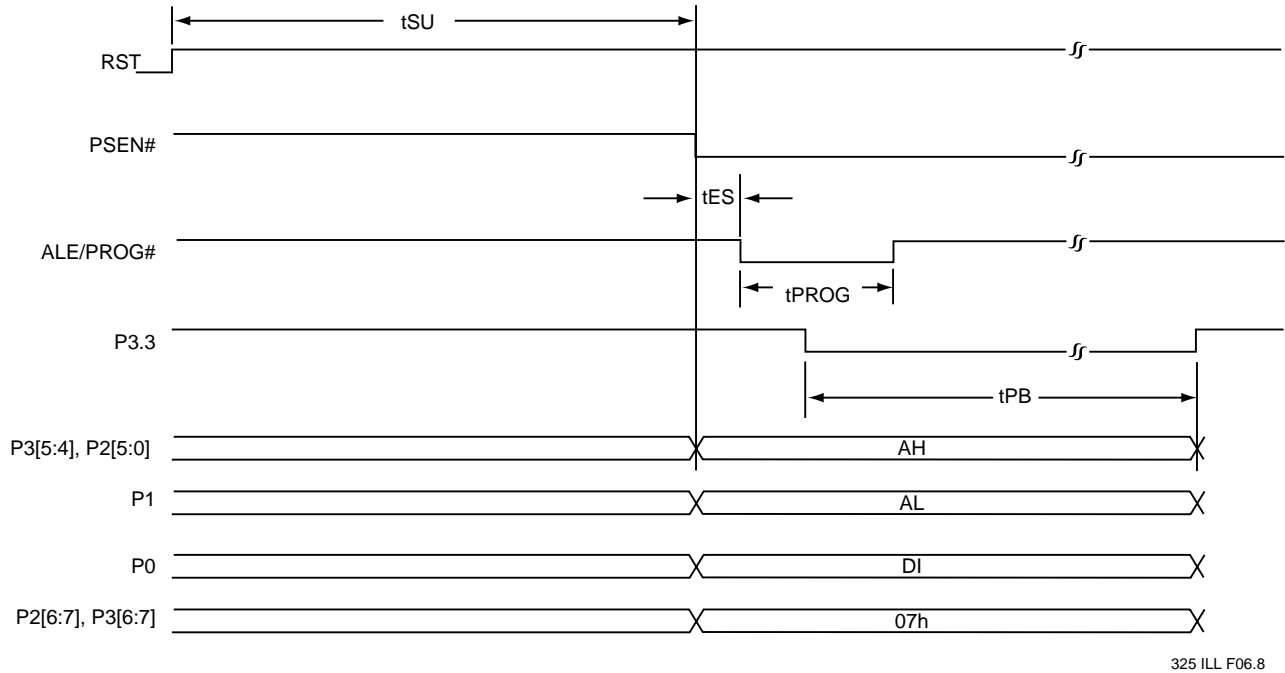 tSU
RST
PSEN#
tES
ALE/PROG#
tPROG
P3.3
tPB
P3[5:4], P2[5:0]
AH
P1
AL
P0
DI
P2[6:7], P3[6:7]
07h
325 ILL F06.8